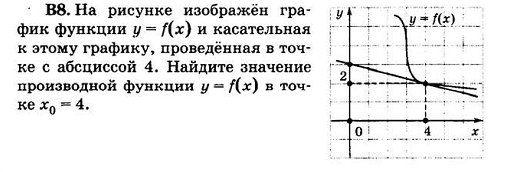 B8. На рисунке изображён гра-
фик функции y = f(x) и касательная
к этому графику, проведённая в точ-
ке с абсциссой 4. Найдите значение
производной функции y = f(x) в точ-
ке x₀ = 4.
y
y = f(x)
2
0
4
x